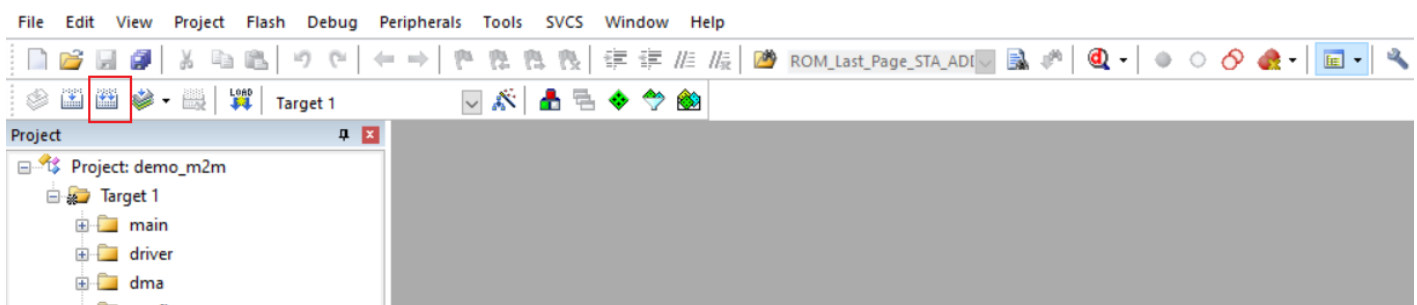 File Edit View Project Flash Debug Peripherals Tools SVCS Window Help
ROM_Last_Page_STA_ADI
LOAD Target 1
Project
Project: demo_m2m
Target 1
main
driver
dma